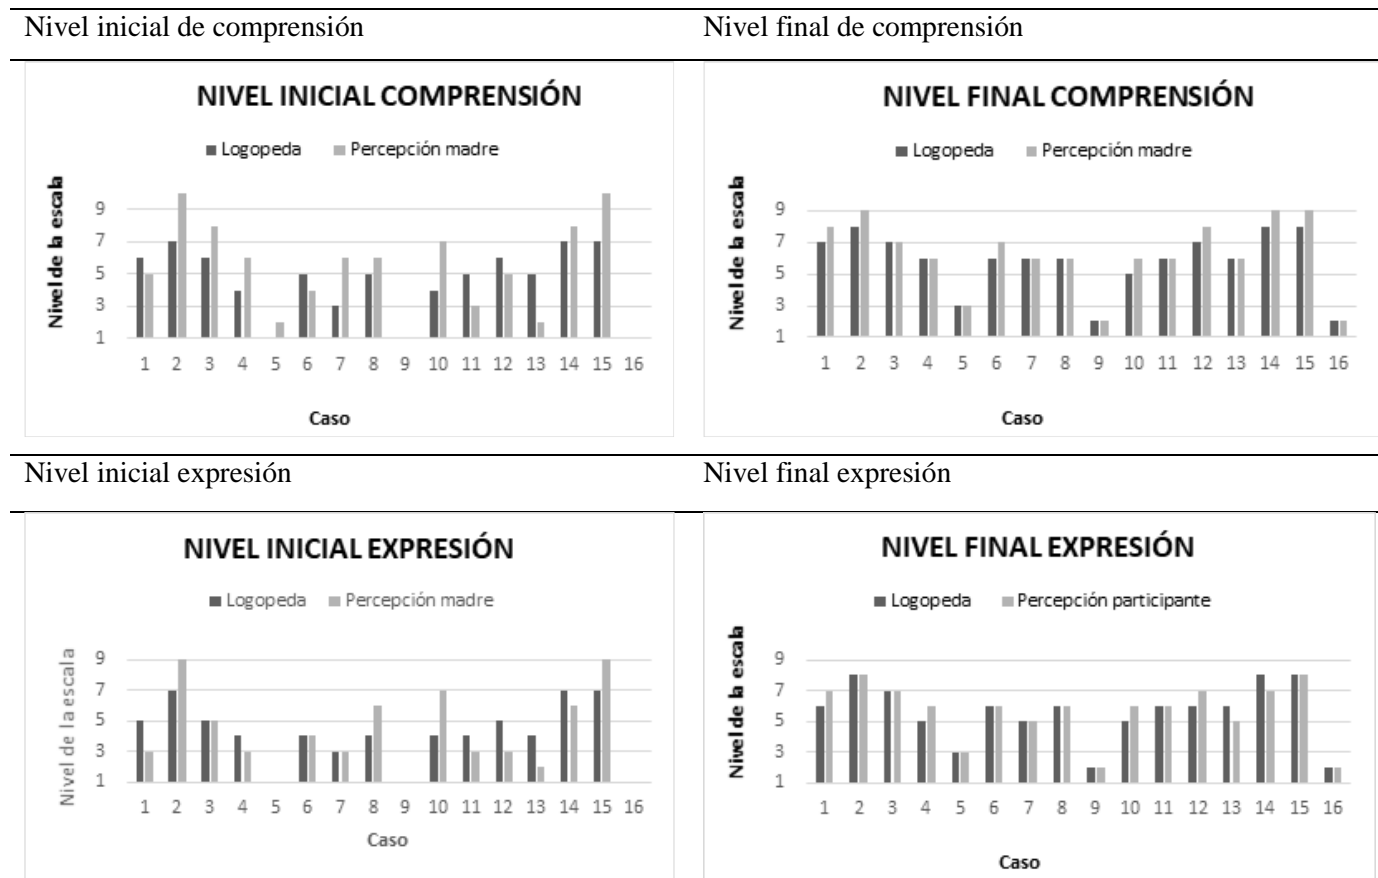 Nivel inicial de comprensión
Nivel final de comprensión
NIVEL INICIAL COMPRENSIÓN
Logopeda Percepción madre
Nivel de la escala
9
7
5
3
1
1 2 3 4 5 6 7 8 9 10 11 12 13 14 15 16
Caso
NIVEL FINAL COMPRENSIÓN
Logopeda Percepción madre
Nivel de la escala
9
7
5
3
1
1 2 3 4 5 6 7 8 9 10 11 12 13 14 15 16
Caso
Nivel inicial expresión
Nivel final expresión
NIVEL INICIAL EXPRESIÓN
Logopeda Percepción madre
Nivel de la escala
9
7
5
3
1
1 2 3 4 5 6 7 8 9 10 11 12 13 14 15 16
Caso
NIVEL FINAL EXPRESIÓN
Logopeda Percepción participante
Nivel de la escala
9
7
5
3
1
1 2 3 4 5 6 7 8 9 10 11 12 13 14 15 16
Caso